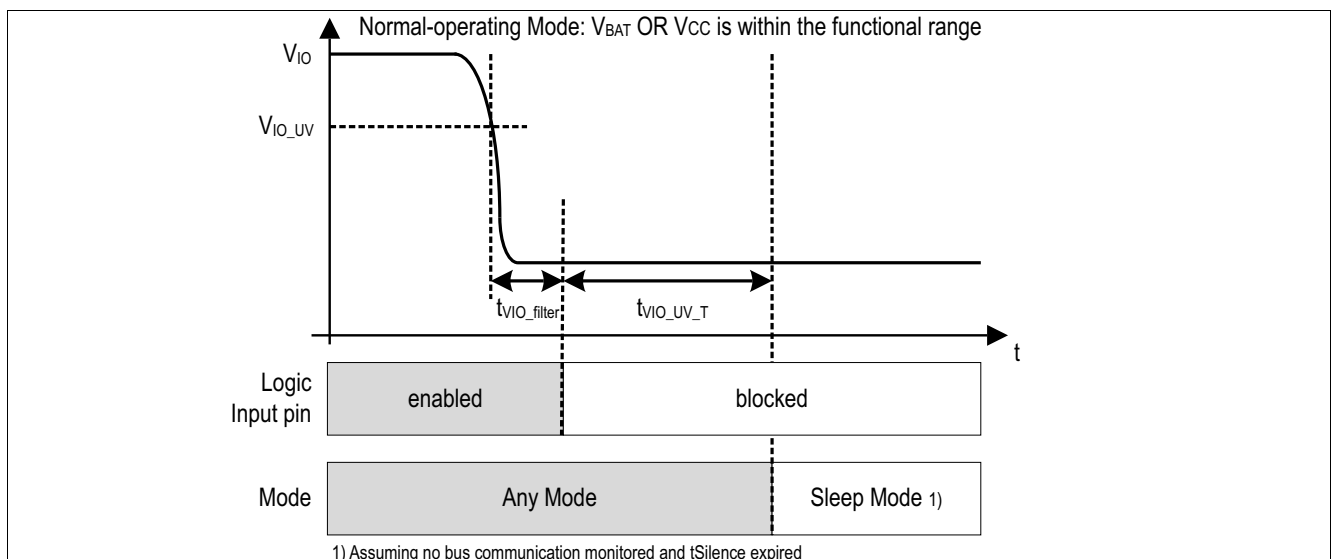 Normal-operating Mode: VBAT OR VCC is within the functional range
VIO
VIO_UV
tVIO_filter
tVIO_UV_T
t
Logic
Input pin
enabled
blocked
Mode
Any Mode
Sleep Mode 1)
1) Assuming no bus communication monitored and tSilence expired